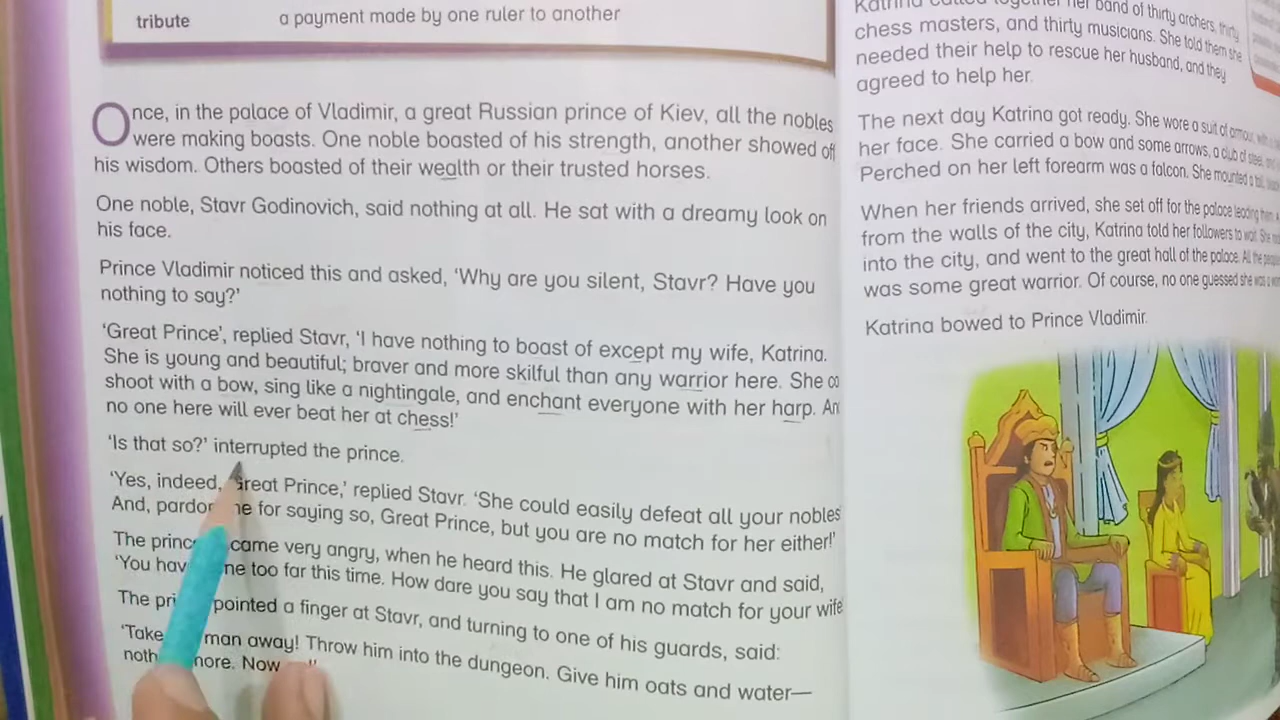 tribute a payment made by one ruler to another
Once, in the palace of Vladimir, a great Russian prince of Kiev, all the nobles
were making boasts. One noble boasted of his strength, another showed off
his wisdom. Others boasted of their wealth or their trusted horses.
One noble, Stavr Godinovich, said nothing at all. He sat with a dreamy look on
his face.
Prince Vladimir noticed this and asked, ‘Why are you silent, Stavr? Have you
nothing to say?’
‘Great Prince’, replied Stavr, ‘I have nothing to boast of except my wife, Katrina.
She is young and beautiful; braver and more skilful than any warrior here. She
shoot with a bow, sing like a nightingale, and enchant everyone with her harp.
no one here will ever beat her at chess!’
‘Is that so?’ interrupted the prince.
‘Yes, indeed, Great Prince,’ replied Stavr. ‘She could easily defeat all your nobles
And, for saying so, Great Prince, but you are no match for her either!’
The very angry, when he heard this. He glared at Stavr and said,
‘You too far this time. How dare you say that I am no match for your wife
The pointed a finger at Stavr, and turning to one of his guards, said:
‘Take man away! Throw him into the dungeon. Give him oats and water—
more. Now
Katrina called together her band of thirty archers, thirty
chess masters, and thirty musicians. She told them she
needed their help to rescue her husband, and they
agreed to help her.
The next day Katrina got ready. She wore a suit of armour, with a
her face. She carried a bow and some arrows, a club of steel, and
Perched on her left forearm was a falcon. She mounted a
When her friends arrived, she set off for the palace leading them.
from the walls of the city, Katrina told her followers to wait. She
into the city, and went to the great hall of the palace. All the people
was some great warrior. Of course, no one guessed she was a
Katrina bowed to Prince Vladimir.